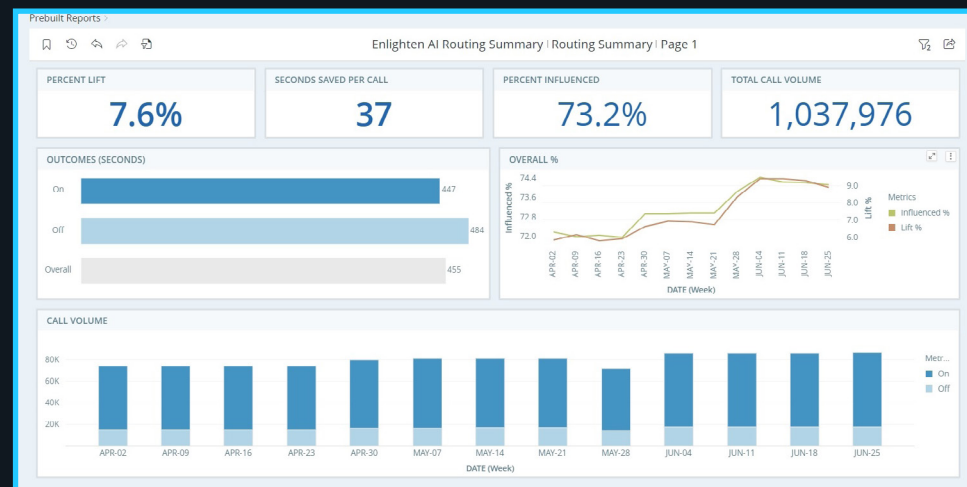 Prebuilt Reports >
Enlighten AI Routing Summary | Routing Summary | Page 1
PERCENT LIFT
7.6%
SECONDS SAVED PER CALL
37
PERCENT INFLUENCED
73.2%
TOTAL CALL VOLUME
1,037,976
OUTCOMES (SECONDS)
On
447
Off
484
Overall
455
OVERALL %
Influenced %
74.4
73.6
72.8
72.0
9.0
8.0
7.0
6.0
Lift %
Metrics
Influenced %
Lift %
APR-02 APR-09 APR-16 APR-23 APR-30 MAY-07 MAY-14 MAY-21 MAY-28 JUN-04 JUN-11 JUN-18 JUN-25
DATE (Week)
CALL VOLUME
80K
60K
40K
20K
Metr...
On
Off
APR-02 APR-09 APR-16 APR-23 APR-30 MAY-07 MAY-14 MAY-21 MAY-28 JUN-04 JUN-11 JUN-18 JUN-25
DATE (Week)